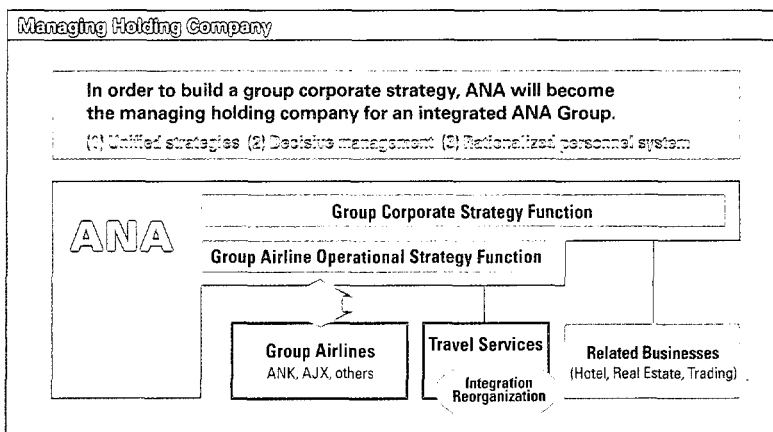 Managing Holding Company
In order to build a group corporate strategy, ANA will become
the managing holding company for an integrated ANA Group.
(1) Unified strategies (2) Decisive management (3) Rationalized personnel system
ANA
Group Corporate Strategy Function
Group Airline Operational Strategy Function
Group Airlines
ANK, AJX, others
Travel Services
Integration
Reorganization
Related Businesses
(Hotel, Real Estate, Trading)